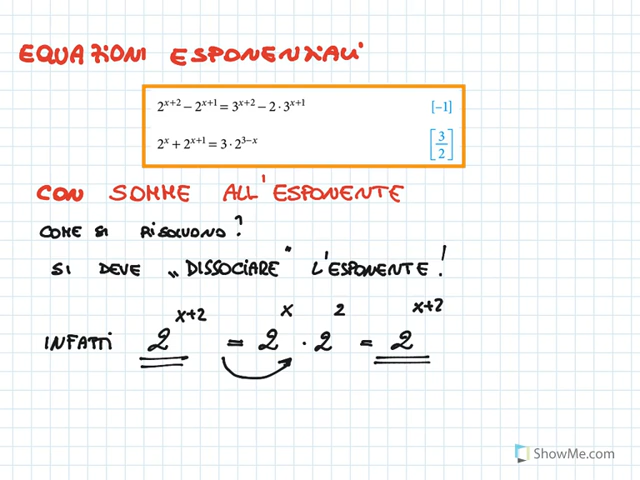 EQUAZIONI ESPONENZIALI
2^{x+2} − 2^{x+1} = 3^{x+2} − 2 · 3^{x+1} [−1]
2^x + 2^{x+1} = 3 · 2^{3−x} [3/2]
CON SOMME ALL'ESPONENTE
COME SI RISOLVONO?
SI DEVE „DISSOCIARE" L'ESPONENTE!
INFATTI 2^{x+2} = 2^x · 2^2 = 2^{x+2}
ShowMe.com